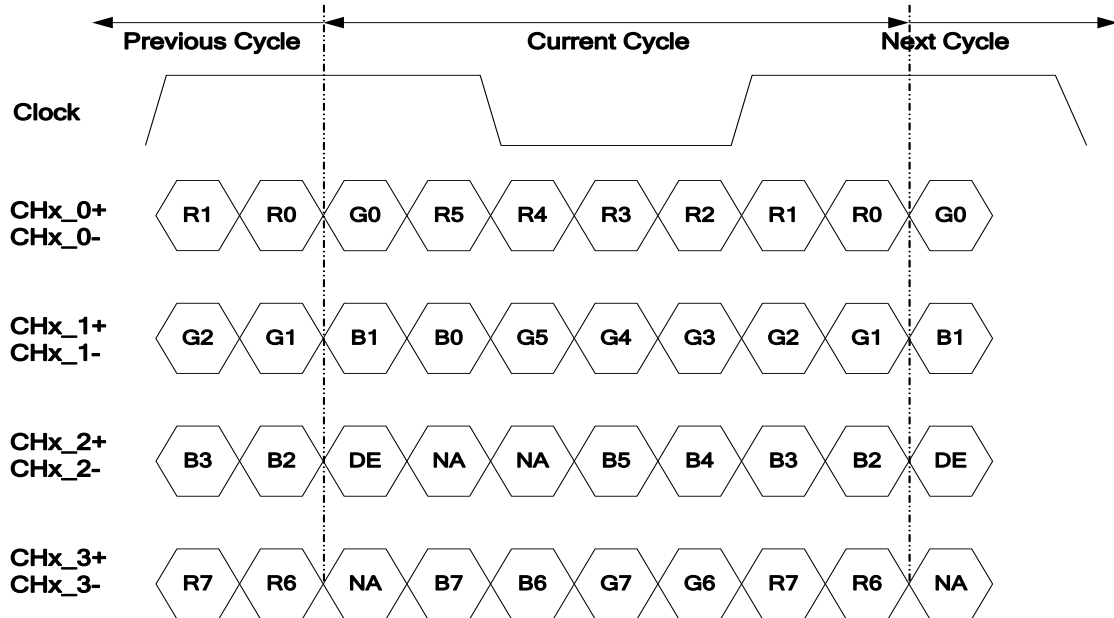 Previous Cycle Current Cycle Next Cycle
Clock
CHx_0+
CHx_0-
R1 R0 G0 R5 R4 R3 R2 R1 R0 G0
CHx_1+
CHx_1-
G2 G1 B1 B0 G5 G4 G3 G2 G1 B1
CHx_2+
CHx_2-
B3 B2 DE NA NA B5 B4 B3 B2 DE
CHx_3+
CHx_3-
R7 R6 NA B7 B6 G7 G6 R7 R6 NA